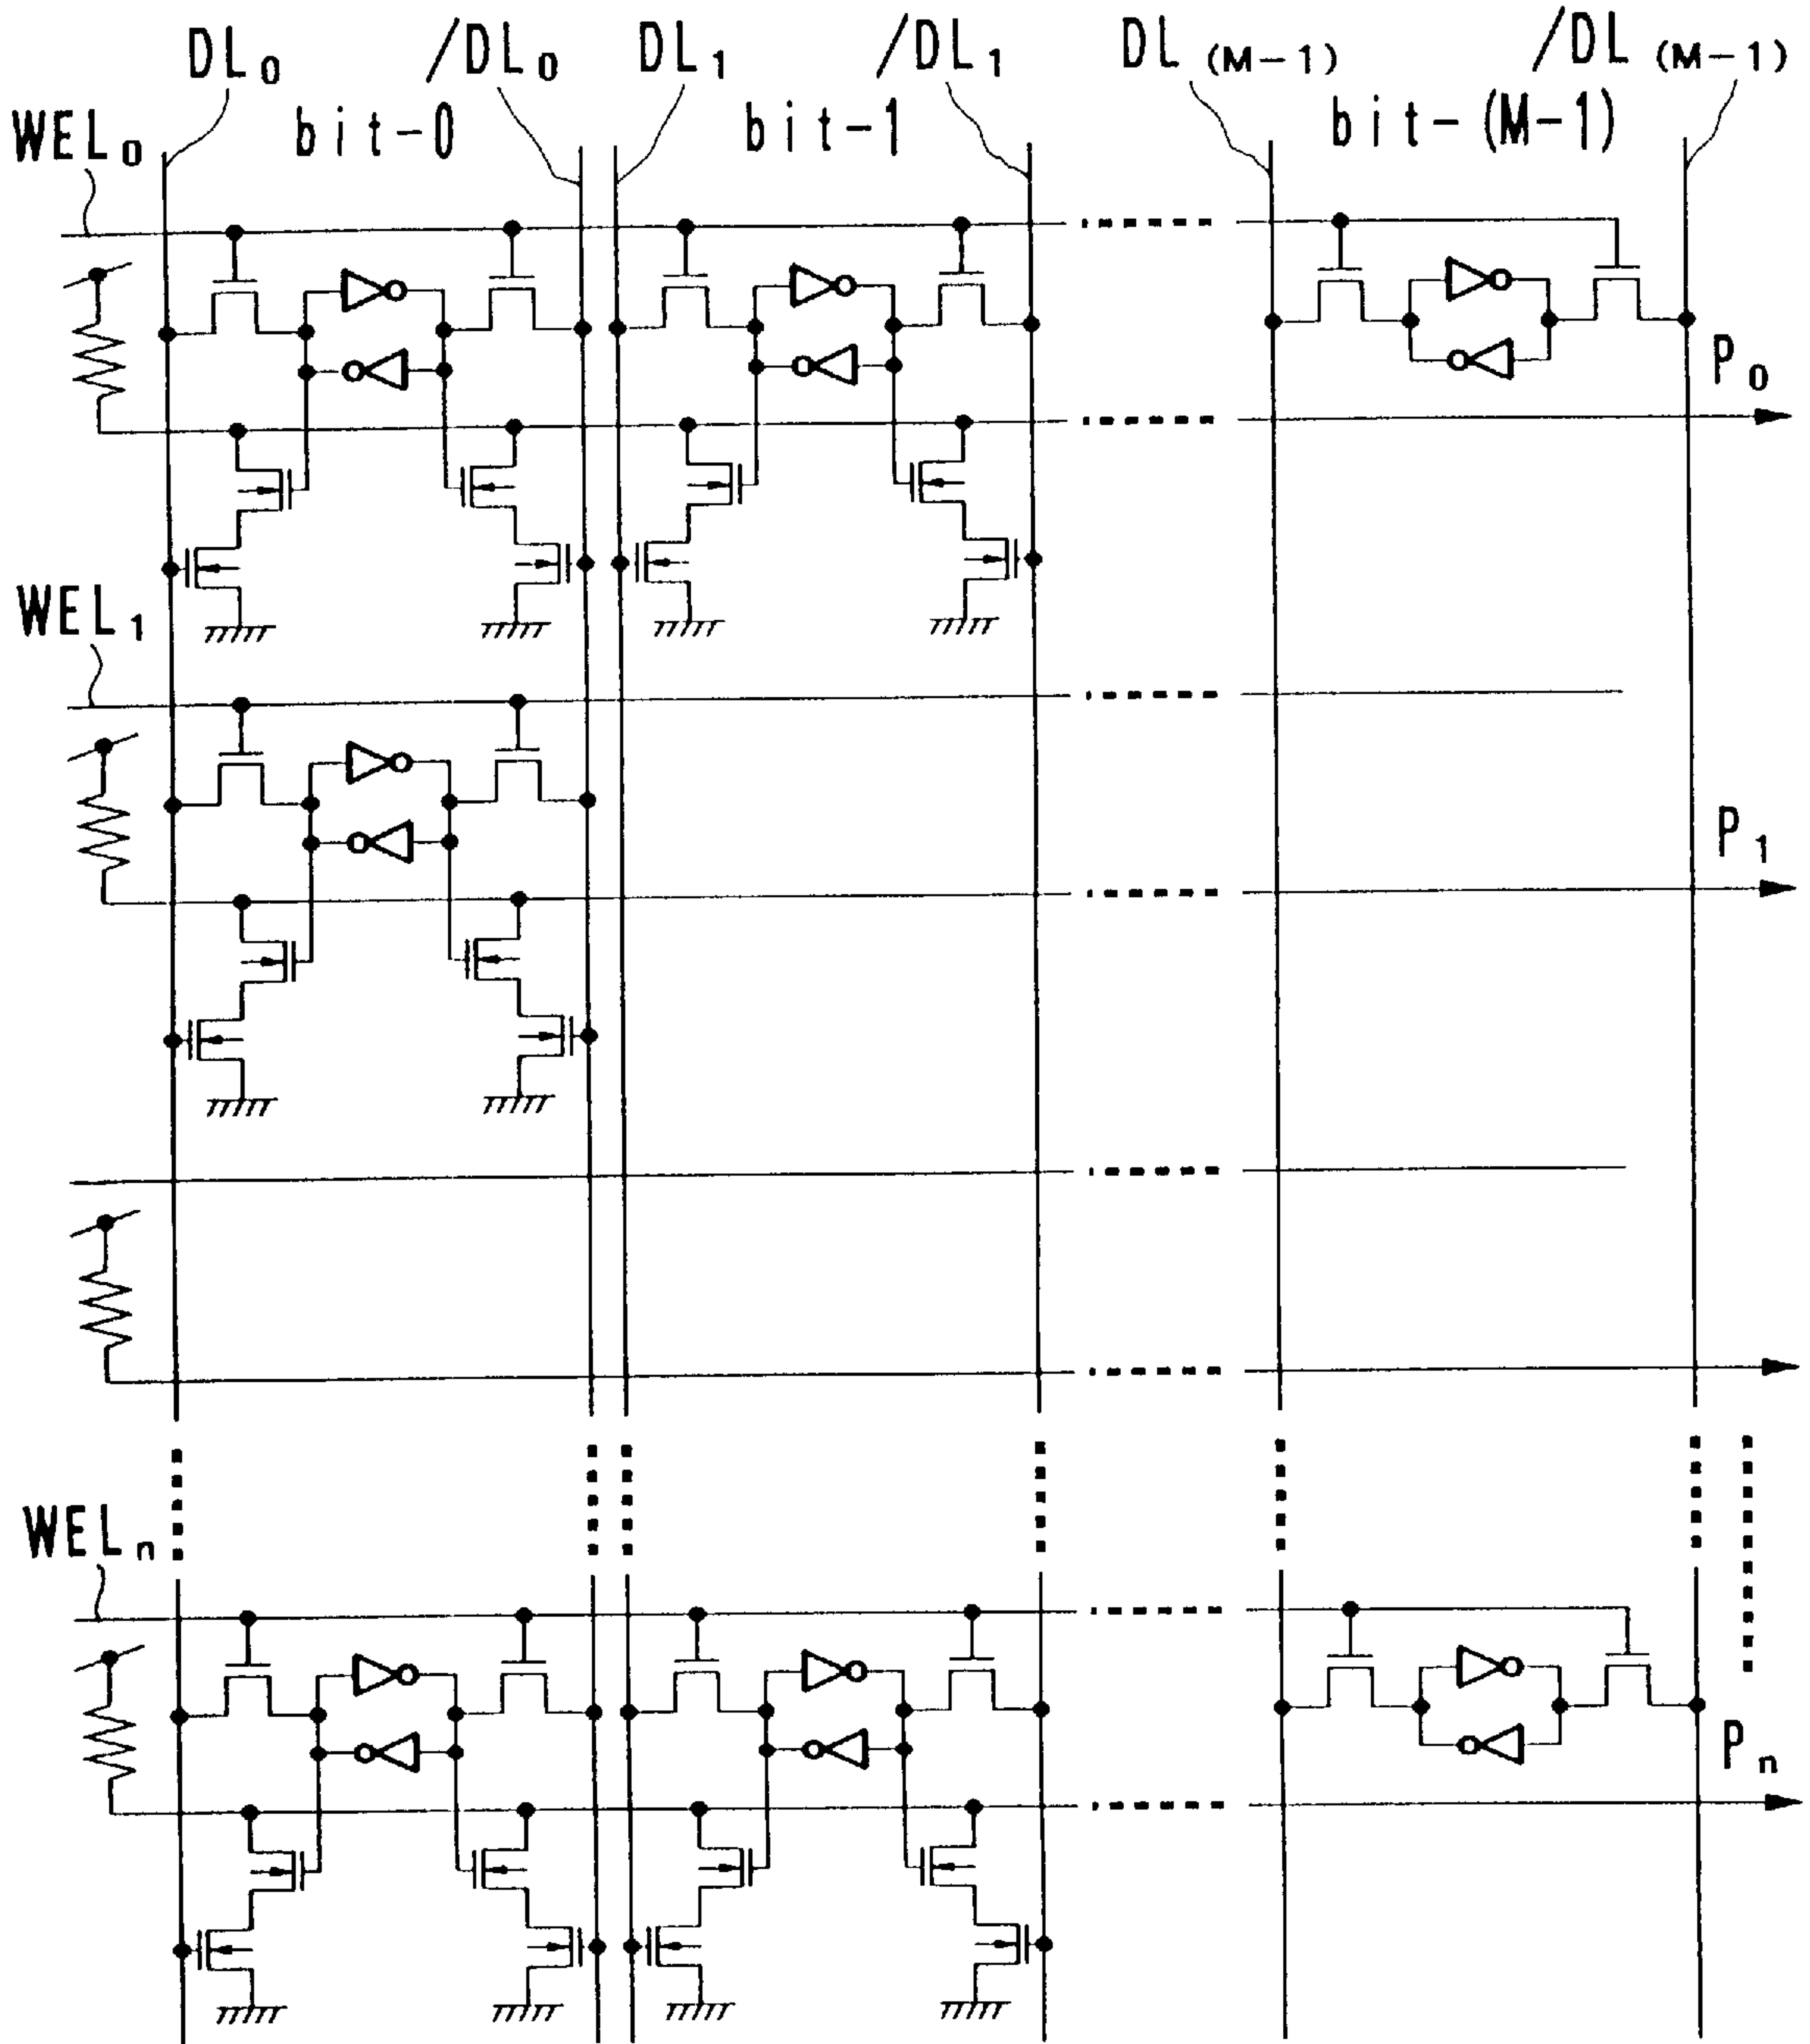 DL₀ /DL₀ DL₁ /DL₁ DL (M-1) /DL (M-1)
WEL₀ bit-0 bit-1 bit-(M-1)
P₀
WEL₁
P₁
WELₙ
Pₙ